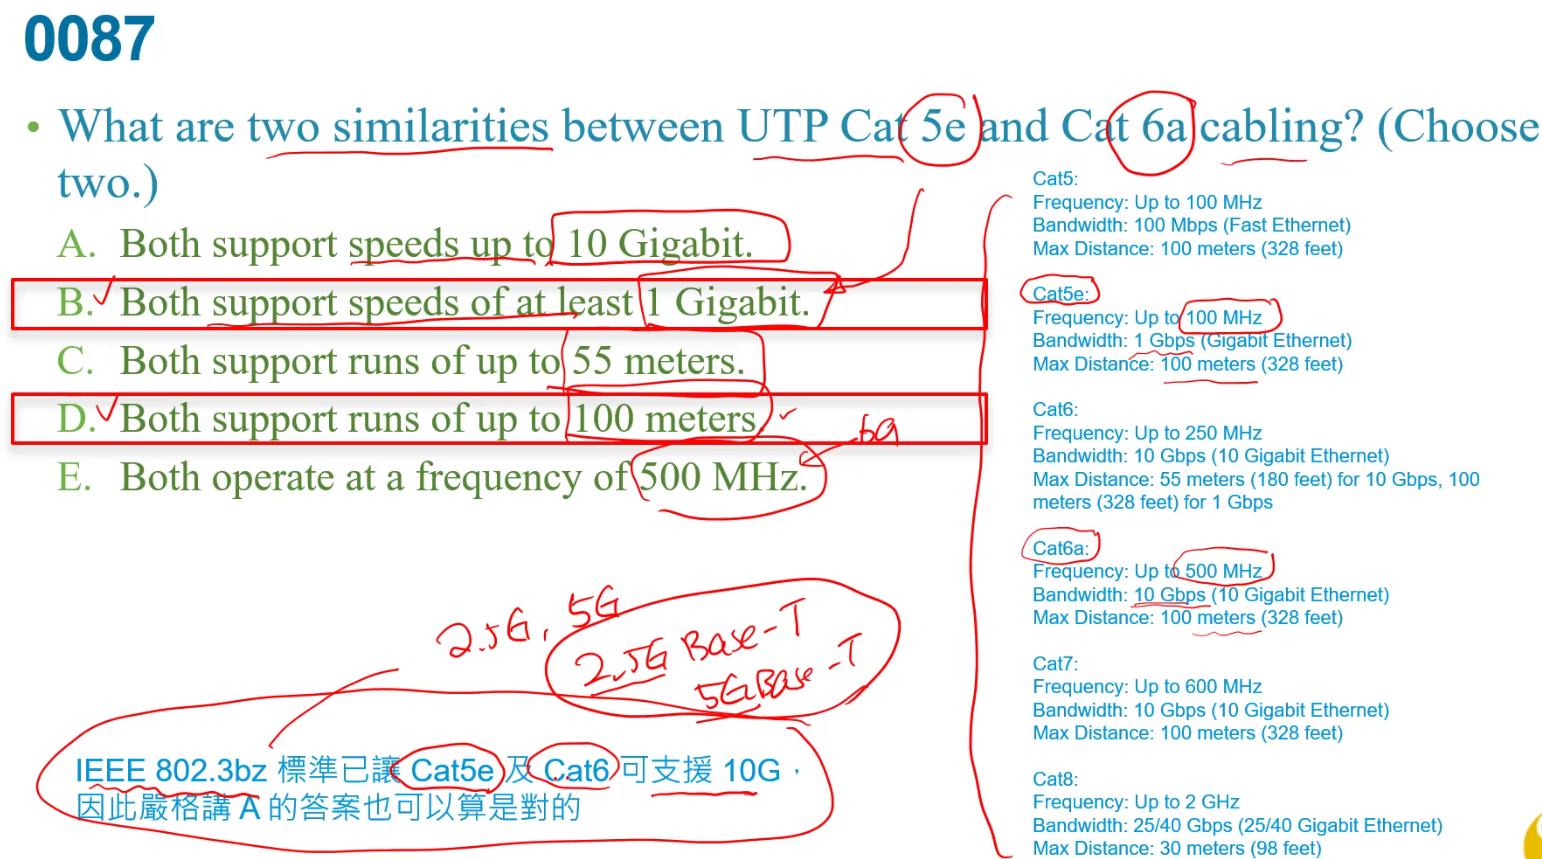 0087
• What are two similarities between UTP Cat 5e and Cat 6a cabling? (Choose
two.)
A. Both support speeds up to 10 Gigabit.
B. Both support speeds of at least 1 Gigabit.
C. Both support runs of up to 55 meters.
D. Both support runs of up to 100 meters.
6a
E. Both operate at a frequency of 500 MHz.
2.5G, 5G
2.5G Base-T
5G Base-T
IEEE 802.3bz 標準已讓 Cat5e 及 Cat6 可支援 10G，
因此嚴格講 A 的答案也可以算是對的
Cat5:
Frequency: Up to 100 MHz
Bandwidth: 100 Mbps (Fast Ethernet)
Max Distance: 100 meters (328 feet)
Cat5e:
Frequency: Up to 100 MHz
Bandwidth: 1 Gbps (Gigabit Ethernet)
Max Distance: 100 meters (328 feet)
Cat6:
Frequency: Up to 250 MHz
Bandwidth: 10 Gbps (10 Gigabit Ethernet)
Max Distance: 55 meters (180 feet) for 10 Gbps, 100
meters (328 feet) for 1 Gbps
Cat6a:
Frequency: Up to 500 MHz
Bandwidth: 10 Gbps (10 Gigabit Ethernet)
Max Distance: 100 meters (328 feet)
Cat7:
Frequency: Up to 600 MHz
Bandwidth: 10 Gbps (10 Gigabit Ethernet)
Max Distance: 100 meters (328 feet)
Cat8:
Frequency: Up to 2 GHz
Bandwidth: 25/40 Gbps (25/40 Gigabit Ethernet)
Max Distance: 30 meters (98 feet)